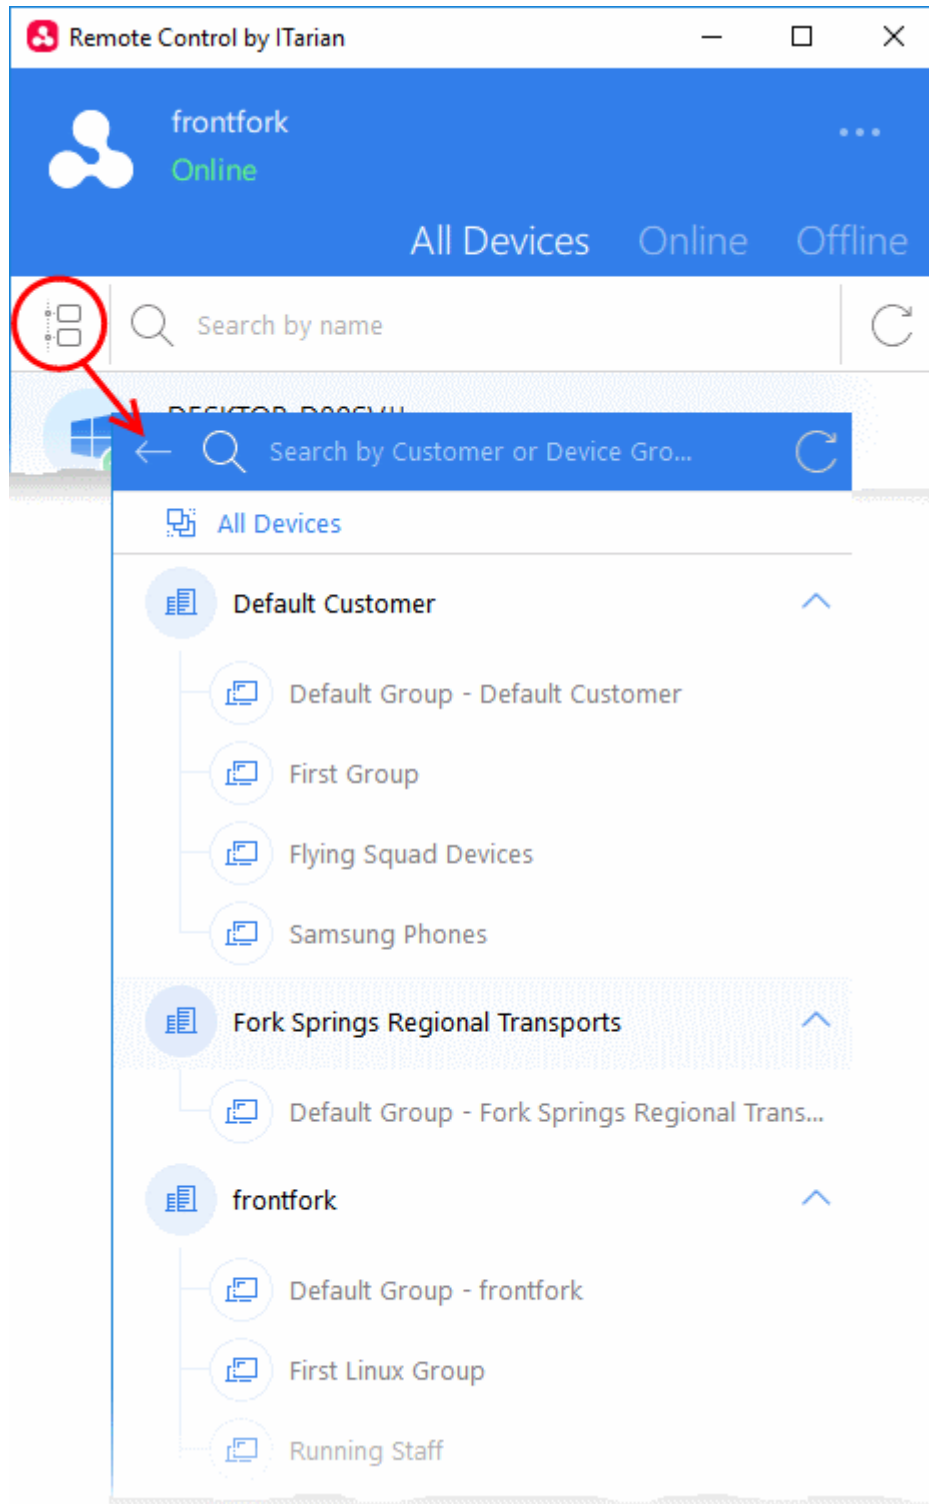 Remote Control by ITarian
frontfork
Online
All Devices Online Offline
Search by name
Search by Customer or Device Gro...
All Devices
Default Customer
Default Group - Default Customer
First Group
Flying Squad Devices
Samsung Phones
Fork Springs Regional Transports
Default Group - Fork Springs Regional Trans...
frontfork
Default Group - frontfork
First Linux Group
Running Staff